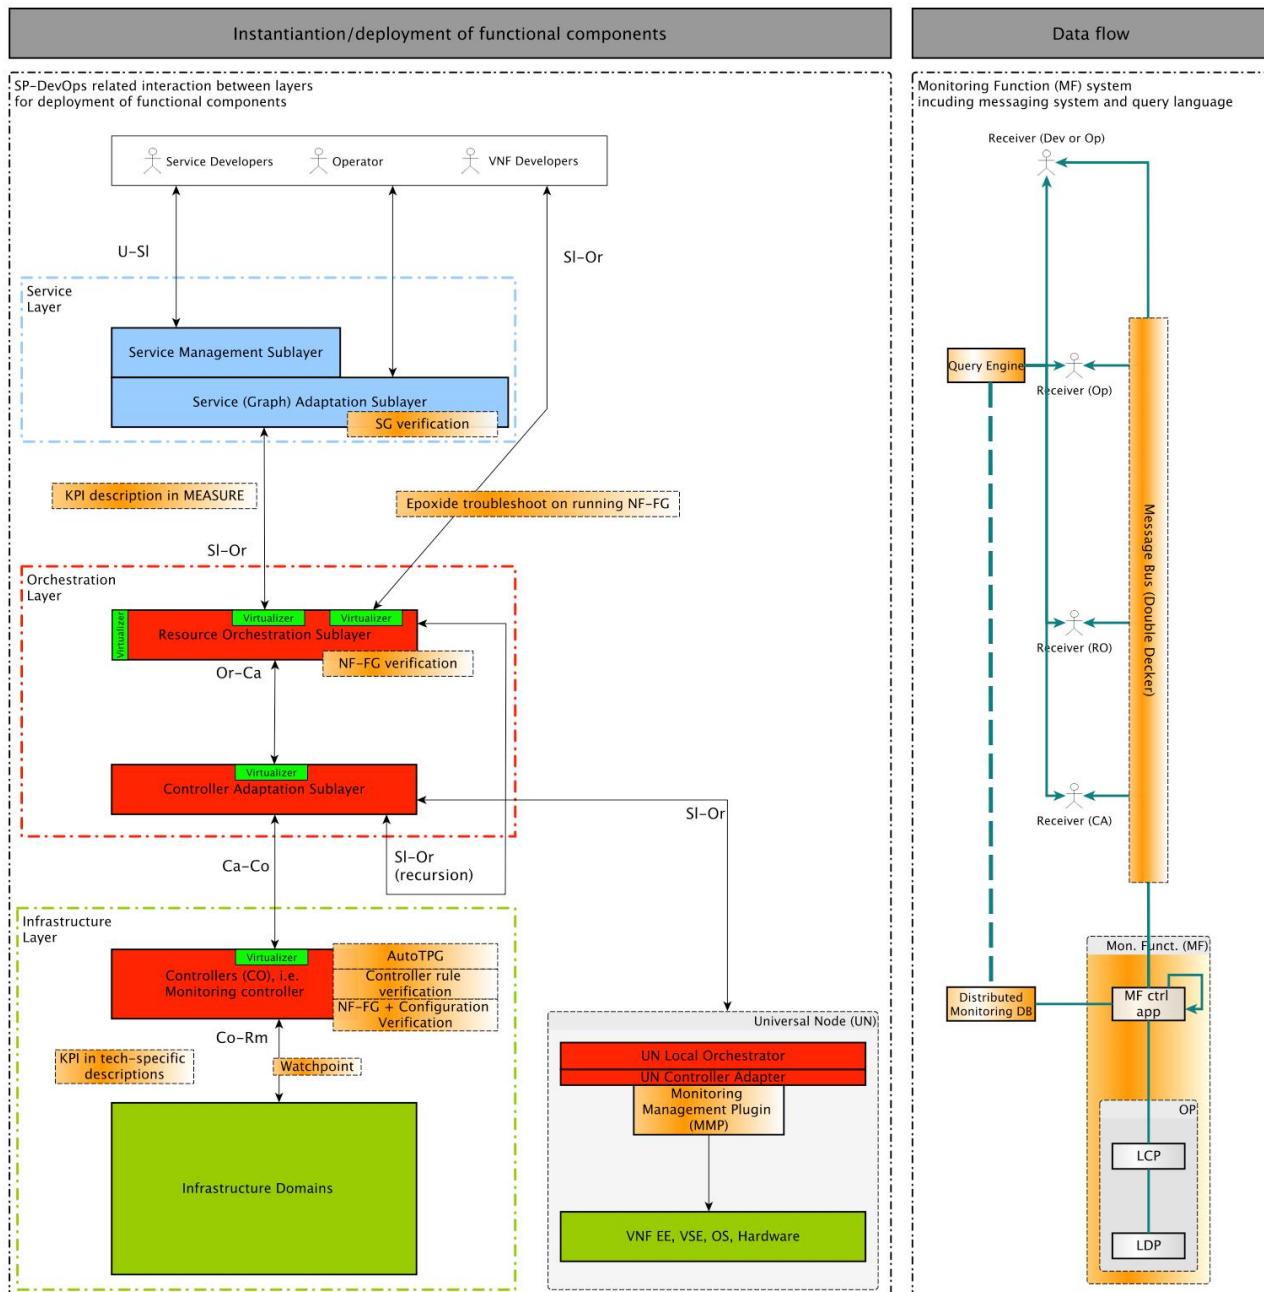 Instantiantion/deployment of functional components
Data flow
SP-DevOps related interaction between layers
for deployment of functional components
Service Developers
Operator
VNF Developers
U-Sl
Sl-Or
Service
Layer
Service Management Sublayer
Service (Graph) Adaptation Sublayer
SG verification
KPI description in MEASURE
Epoxide troubleshoot on running NF-FG
Sl-Or
Orchestration
Layer
Virtualizer
Virtualizer
Virtualizer
Resource Orchestration Sublayer
NF-FG verification
Or-Ca
Virtualizer
Controller Adaptation Sublayer
Sl-Or
Ca-Co
Sl-Or
(recursion)
Infrastructure
Layer
Virtualizer
Controllers (CO), i.e.
Monitoring controller
AutoTPG
Controller rule
verification
NF-FG + Configuration
Verification
Co-Rm
KPI in tech-specific
descriptions
Watchpoint
Infrastructure Domains
Universal Node (UN)
UN Local Orchestrator
UN Controller Adapter
Monitoring
Management Plugin
(MMP)
VNF EE, VSE, OS, Hardware
Monitoring Function (MF) system
incuding messaging system and query language
Receiver (Dev or Op)
Query Engine
Receiver (Op)
Message Bus (Double Decker)
Receiver (RO)
Receiver (CA)
Mon. Funct. (MF)
Distributed
Monitoring DB
MF ctrl
app
OP
LCP
LDP